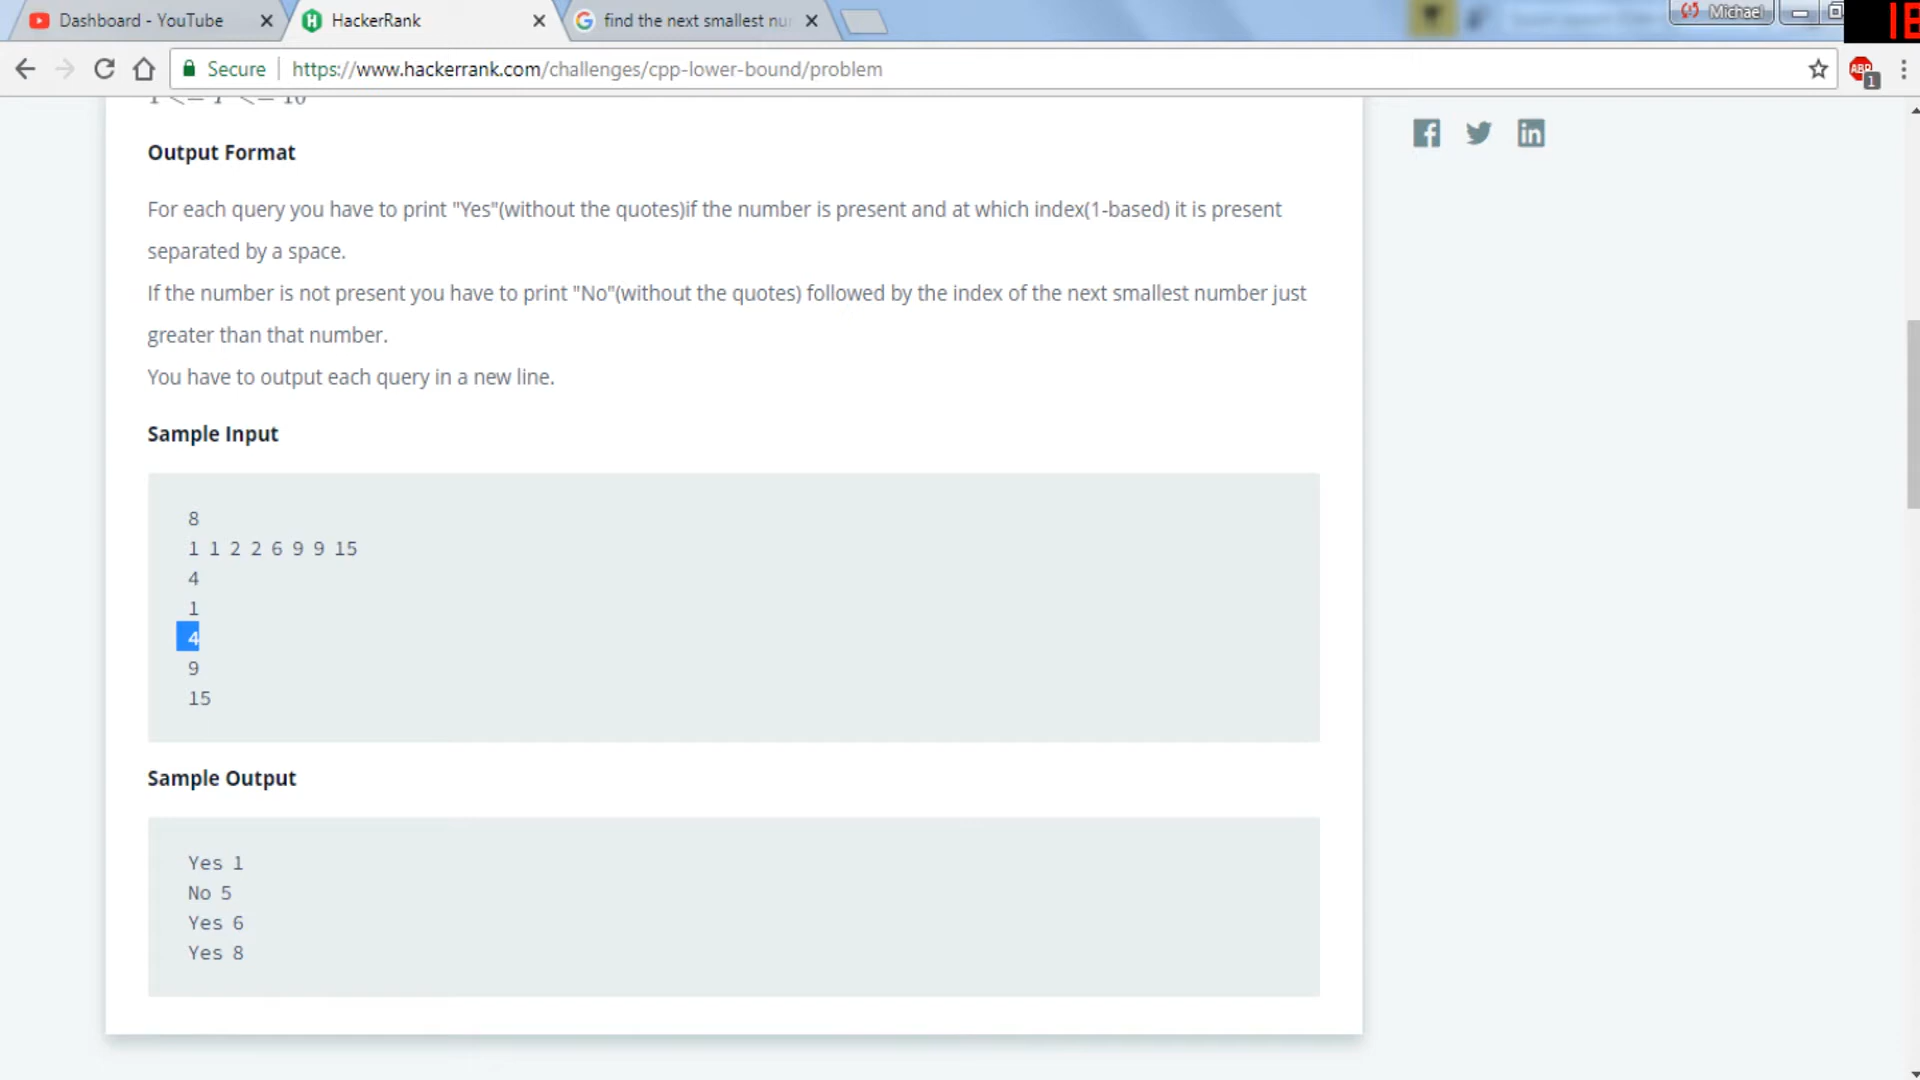 Dashboard - YouTube
HackerRank
find the next smallest nu
Michael
Secure
https://www.hackerrank.com/challenges/cpp-lower-bound/problem
ABP
1
Output Format
For each query you have to print "Yes"(without the quotes)if the number is present and at which index(1-based) it is present
separated by a space.
If the number is not present you have to print "No"(without the quotes) followed by the index of the next smallest number just
greater than that number.
You have to output each query in a new line.
Sample Input
8
1 1 2 2 6 9 9 15
4
1
4
9
15
Sample Output
Yes 1
No 5
Yes 6
Yes 8